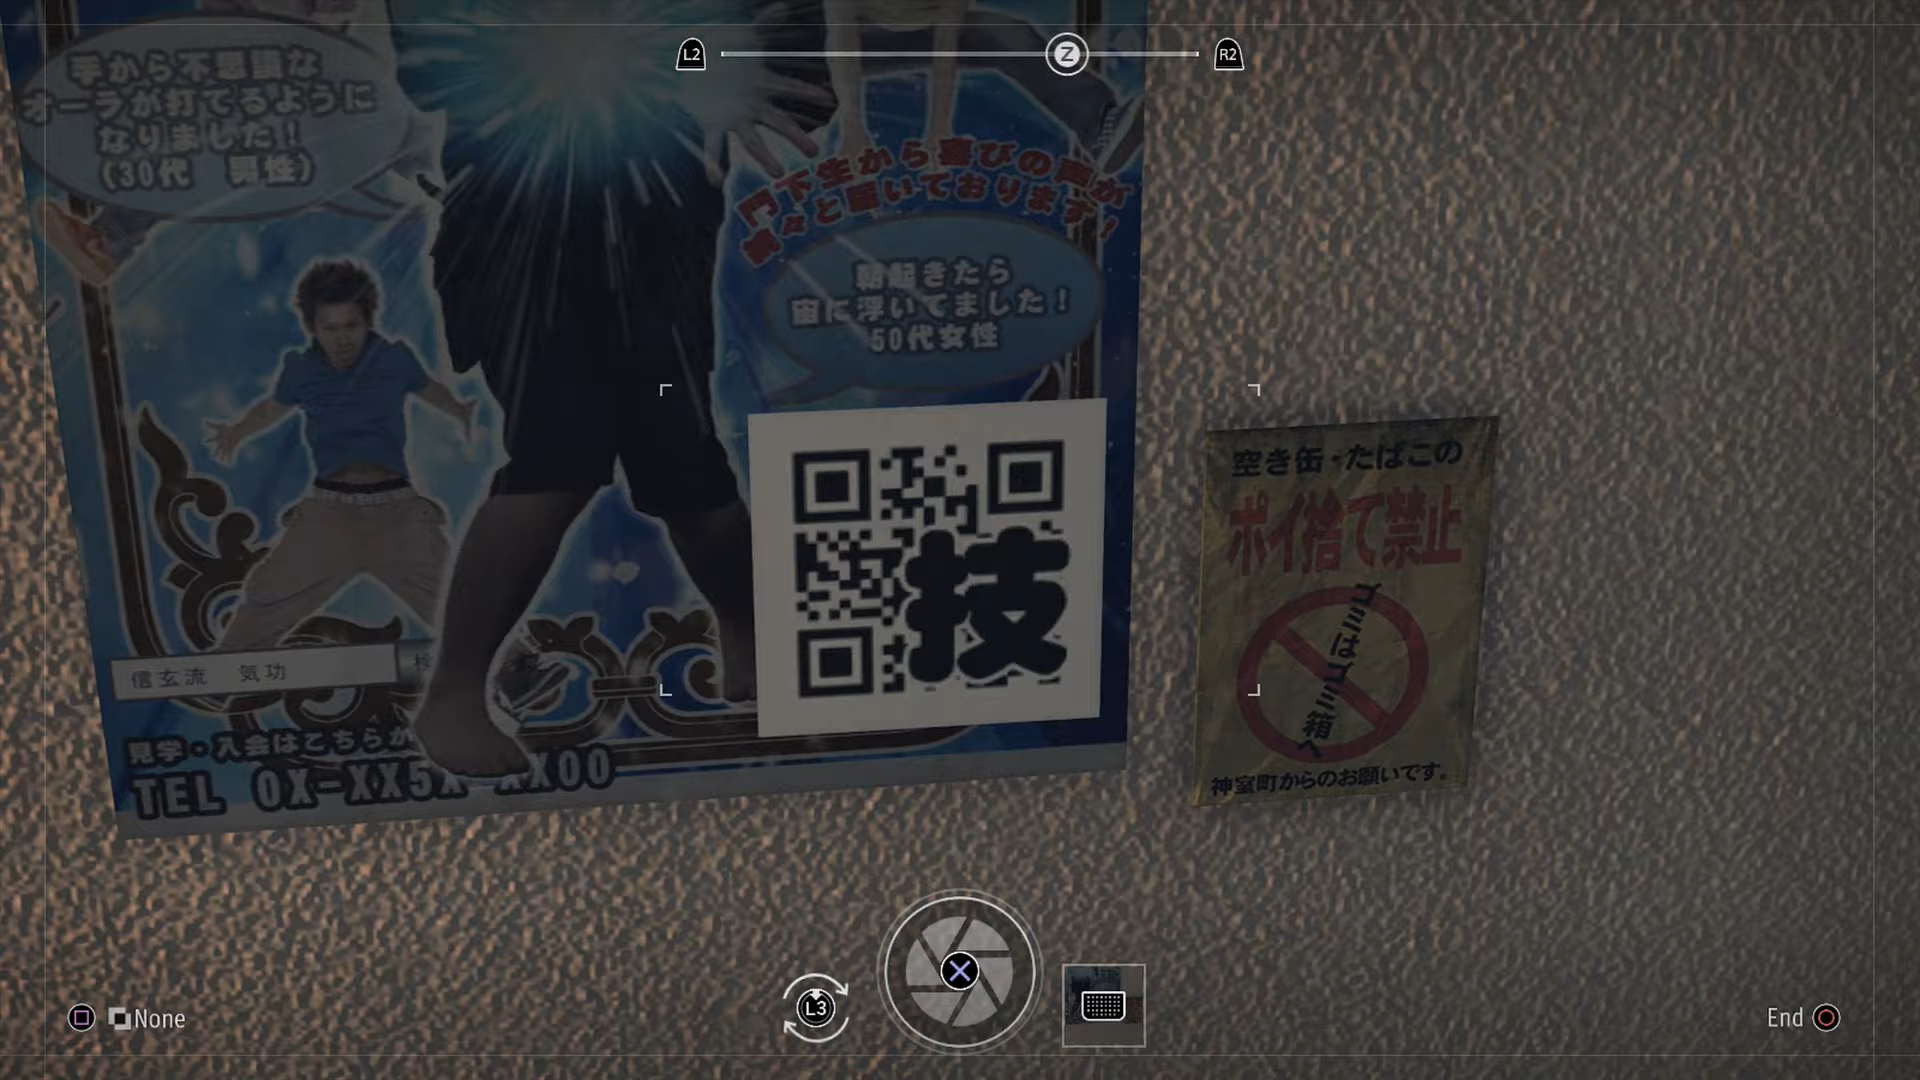 L2
Z
R2
手から不思議な
オーラが打てるように
なりました!
(30代 男性)
門下生から喜びの声が
続々と届いております!
朝起きたら
宙に浮いてました!
50代女性
技
信玄流 気功
検
見学・入会はこちらか
TEL 0X-XX5X-XX00
空き缶・たばこの
ポイ捨て禁止
ゴミはゴミ箱へ
神室町からのお願いです。
L3
None
End